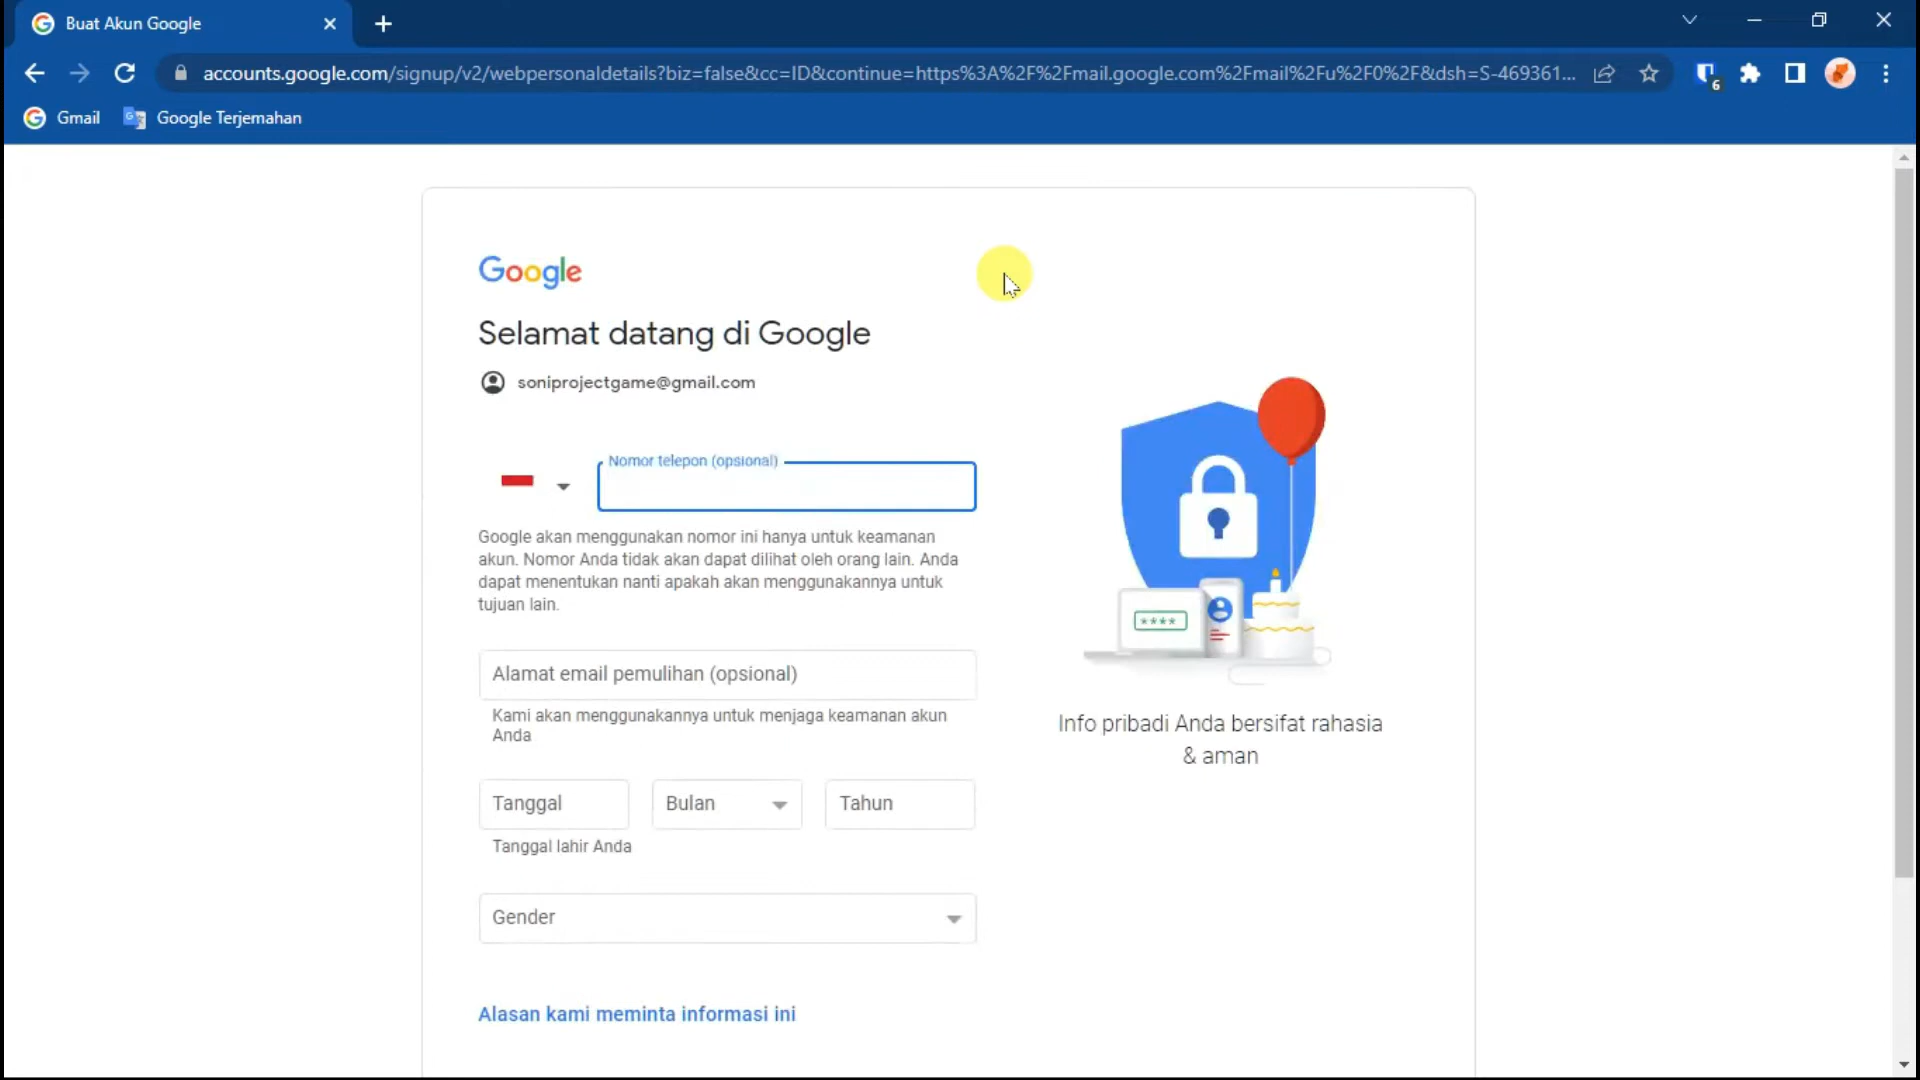 Buat Akun Google
accounts.google.com/signup/v2/webpersonaldetails?biz=false&cc=ID&continue=https%3A%2F%2Fmail.google.com%2Fmail%2Fu%2F0%2F&dsh=S-469361...
6
Gmail
Google Terjemahan
Google
Selamat datang di Google
soniprojectgame@gmail.com
Nomor telepon (opsional)
Google akan menggunakan nomor ini hanya untuk keamanan
akun. Nomor Anda tidak akan dapat dilihat oleh orang lain. Anda
dapat menentukan nanti apakah akan menggunakannya untuk
tujuan lain.
Alamat email pemulihan (opsional)
Kami akan menggunakannya untuk menjaga keamanan akun
Anda
Tanggal
Bulan
Tahun
Tanggal lahir Anda
Gender
Alasan kami meminta informasi ini
****
Info pribadi Anda bersifat rahasia
& aman